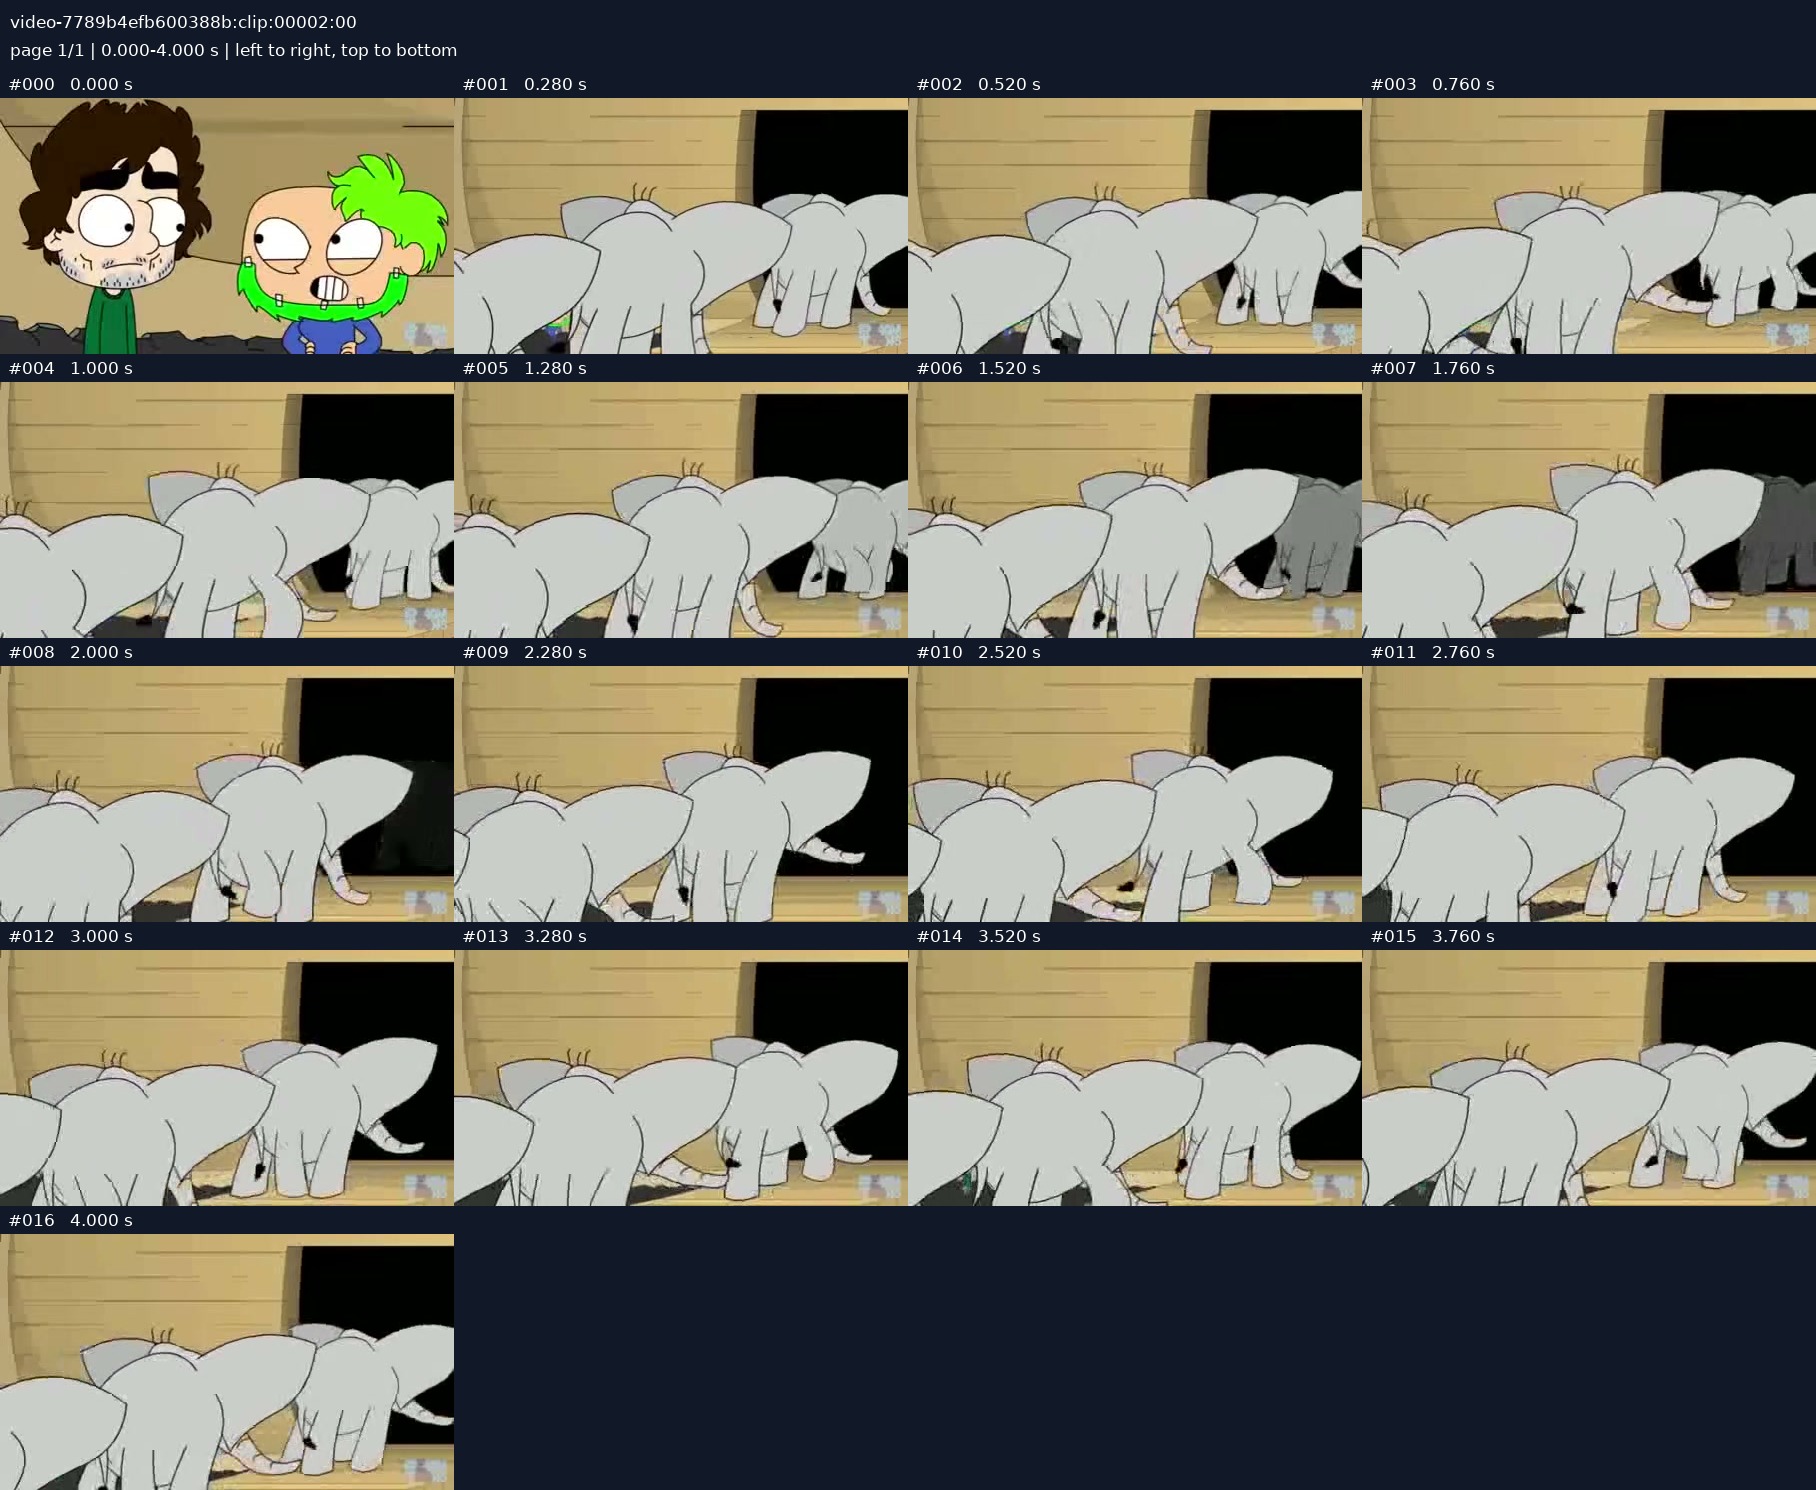 video-7789b4efb600388b:clip:00002:00
page 1/1 | 0.000-4.000 s | left to right, top to bottom
#000 0.000 s
#001 0.280 s
#002 0.520 s
#003 0.760 s
#004 1.000 s
#005 1.280 s
#006 1.520 s
#007 1.760 s
#008 2.000 s
#009 2.280 s
#010 2.520 s
#011 2.760 s
#012 3.000 s
#013 3.280 s
#014 3.520 s
#015 3.760 s
#016 4.000 s